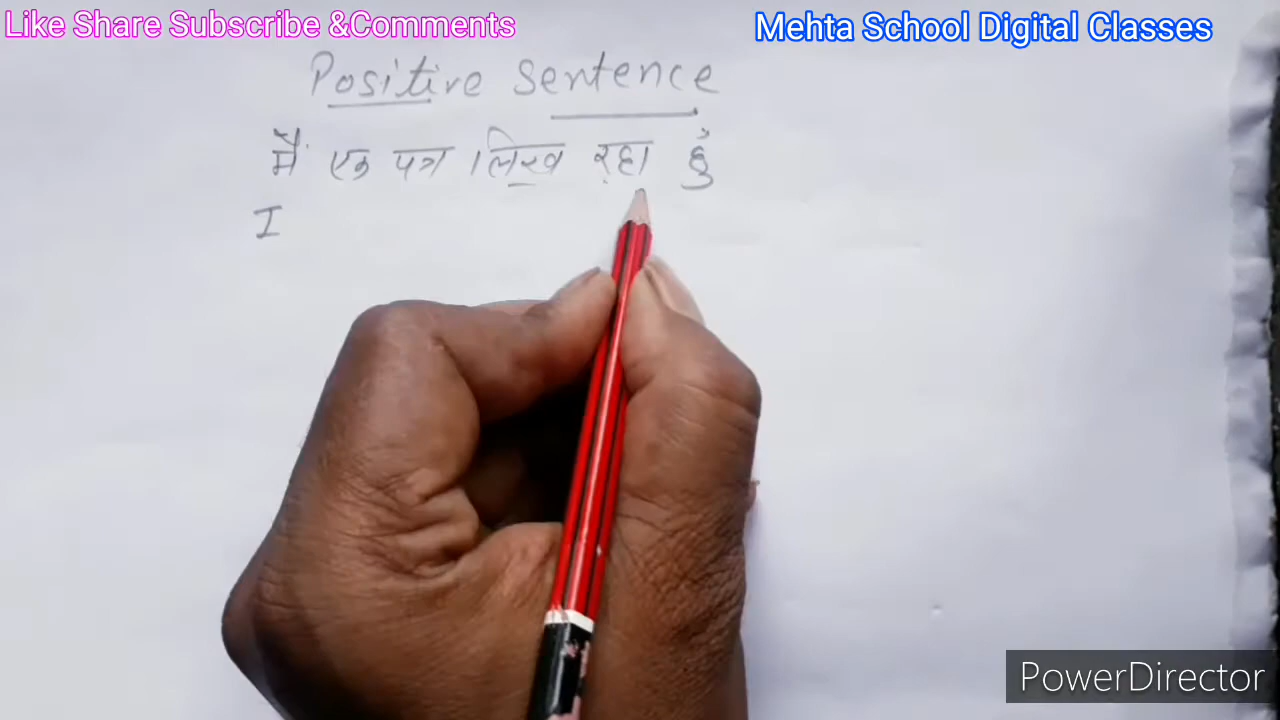 Like Share Subscribe &Comments
Mehta School Digital Classes
Positive Sentence
मैं एक पत्र लिख रहा हूँ
I
PowerDirector